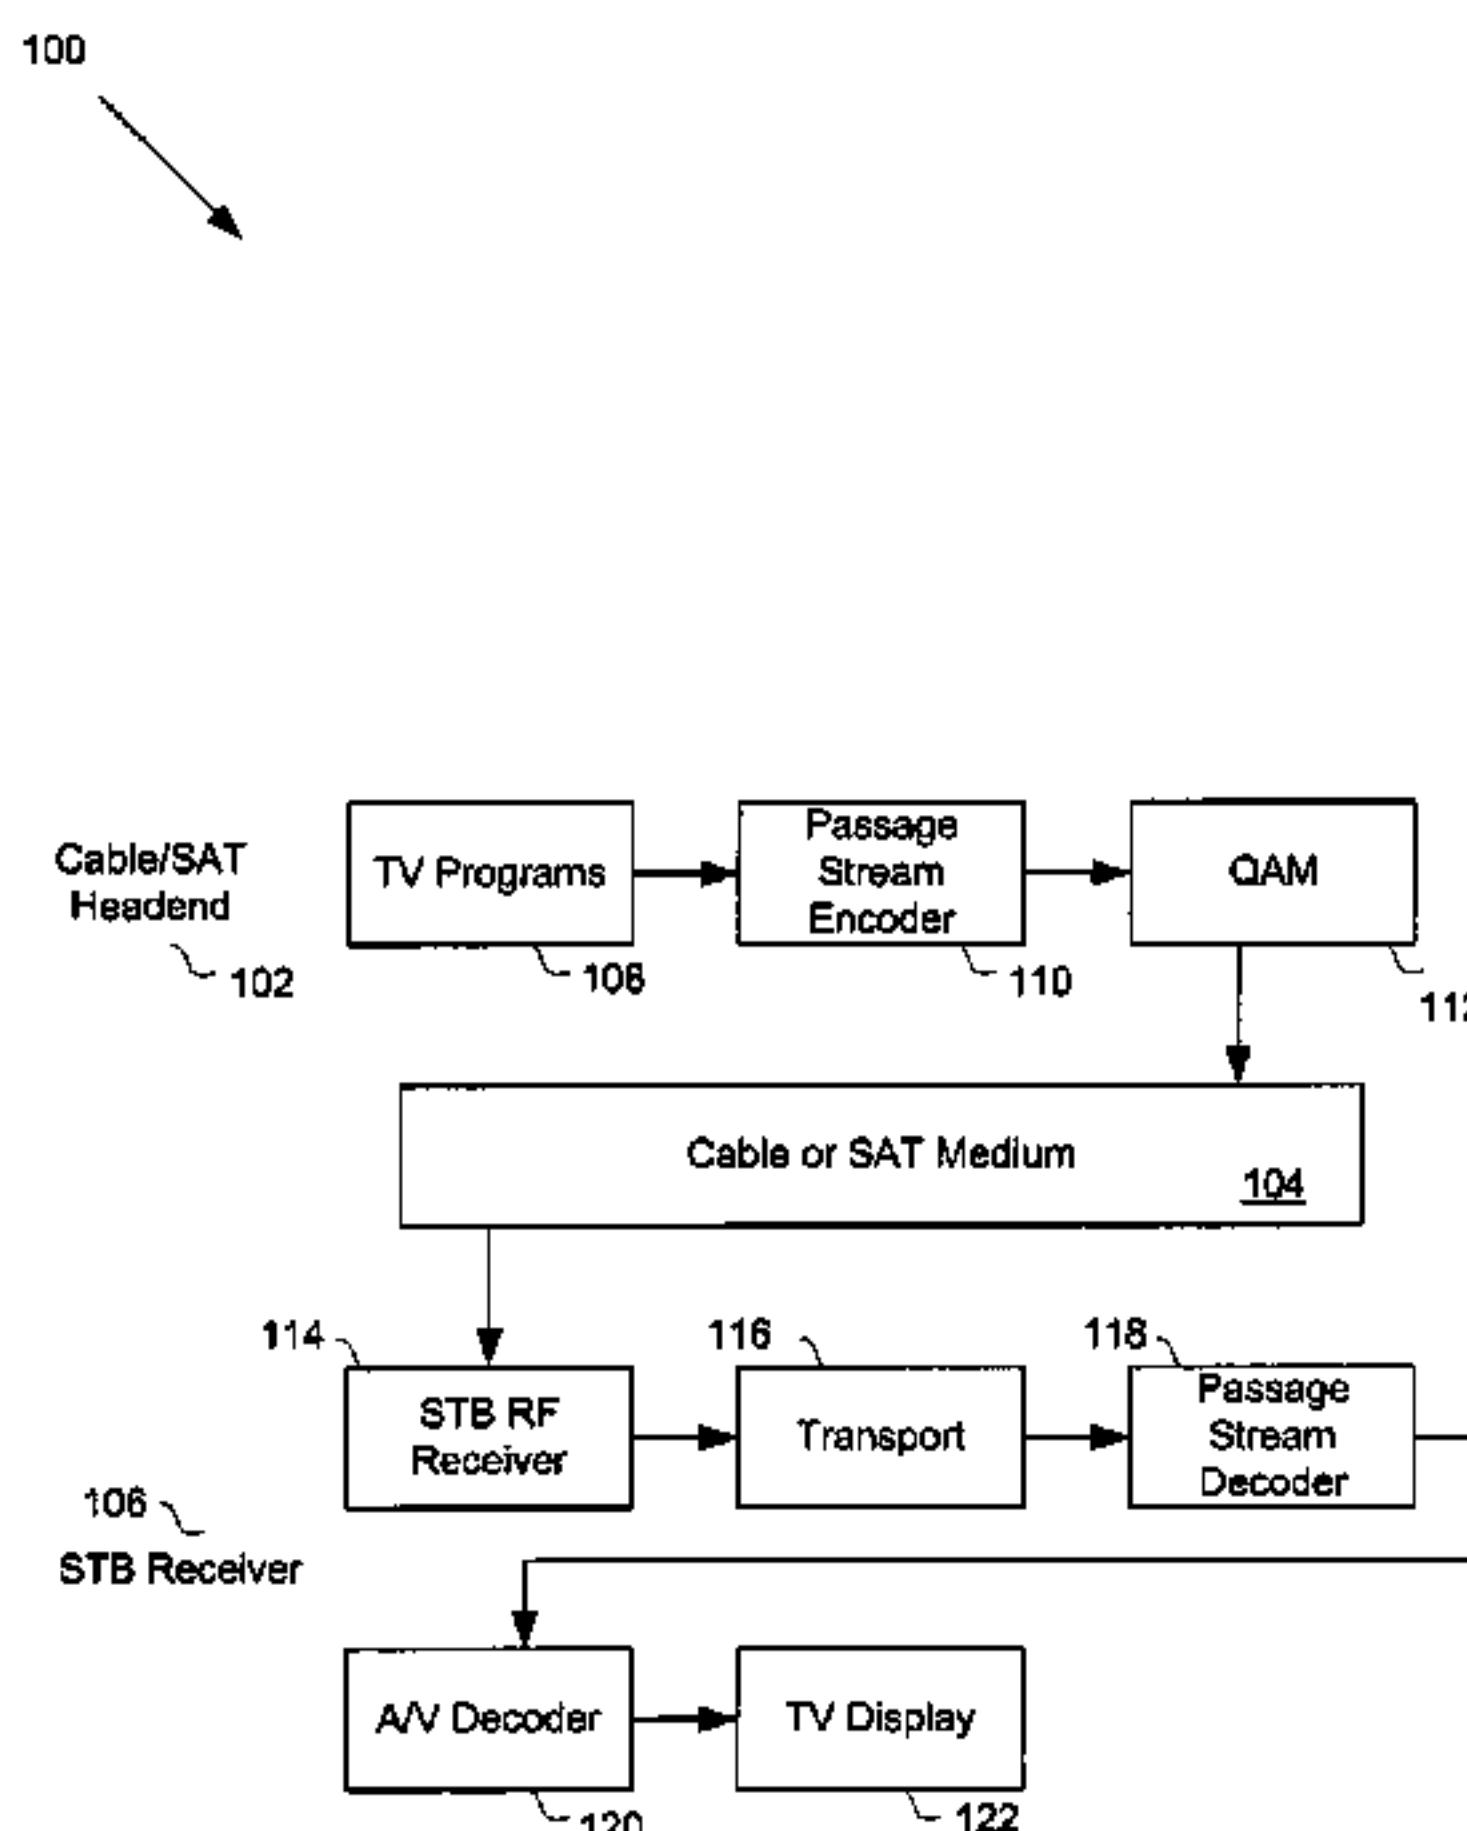 100
Cable/SAT
Headend
102
TV Programs
108
Passage
Stream
Encoder
110
QAM
Cable or SAT Medium
104
114
STB RF
Receiver
116
Transport
118
Passage
Stream
Decoder
106
STB Receiver
A/V Decoder
120
TV Display
122